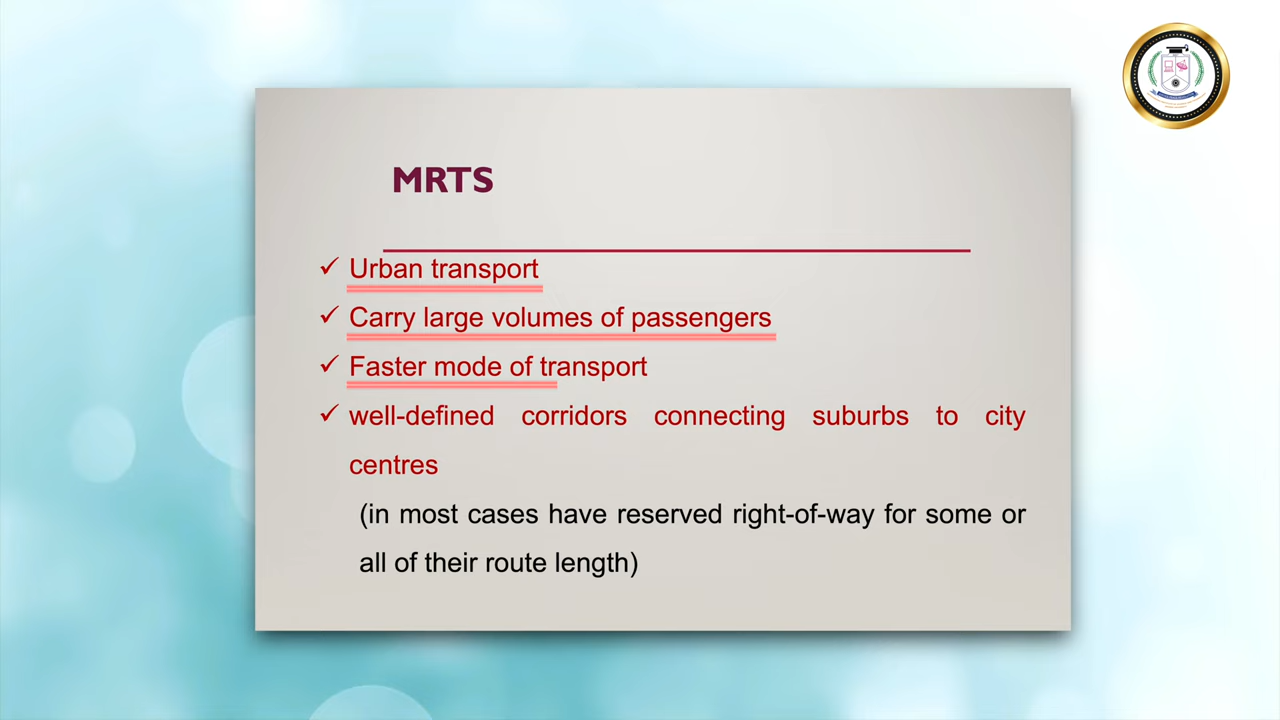 MRTS
✓ Urban transport
✓ Carry large volumes of passengers
✓ Faster mode of transport
✓ well-defined corridors connecting suburbs to city
centres
(in most cases have reserved right-of-way for some or
all of their route length)